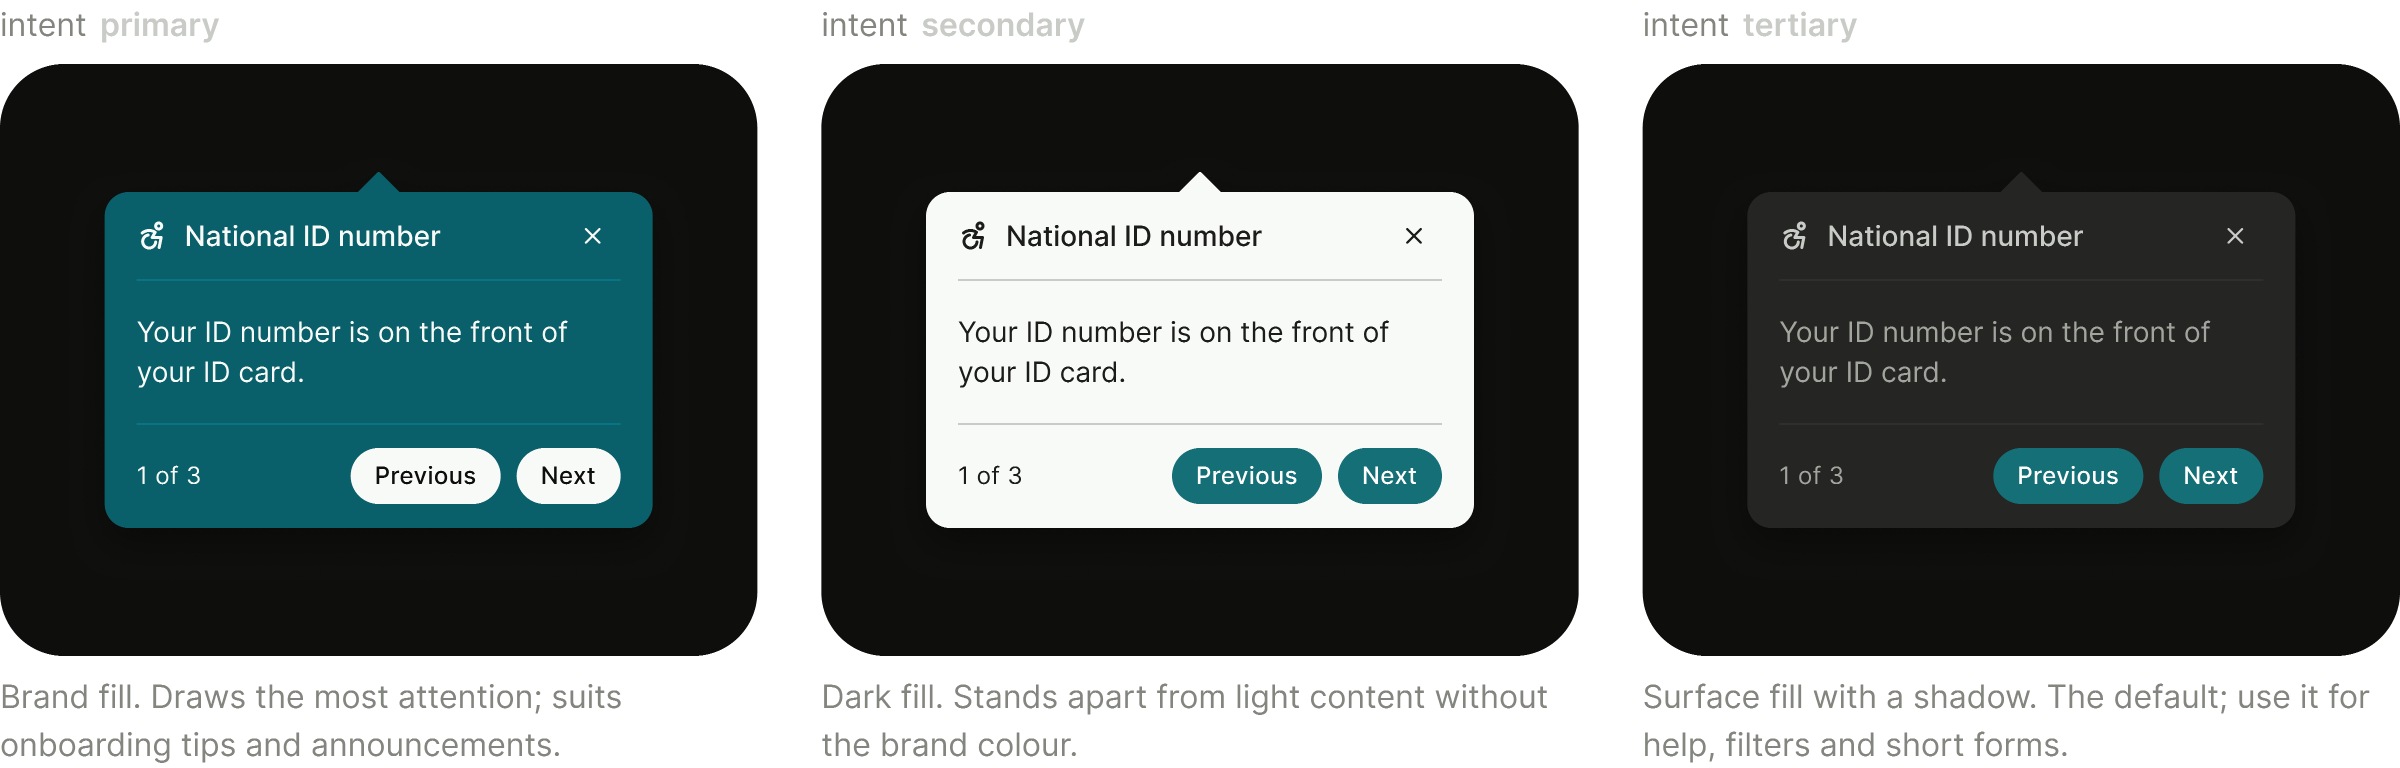 intent primary
National ID number
Your ID number is on the front of
your ID card.
1 of 3
Previous
Next
Brand fill. Draws the most attention; suits
onboarding tips and announcements.
intent secondary
National ID number
Your ID number is on the front of
your ID card.
1 of 3
Previous
Next
Dark fill. Stands apart from light content without
the brand colour.
intent tertiary
National ID number
Your ID number is on the front of
your ID card.
1 of 3
Previous
Next
Surface fill with a shadow. The default; use it for
help, filters and short forms.